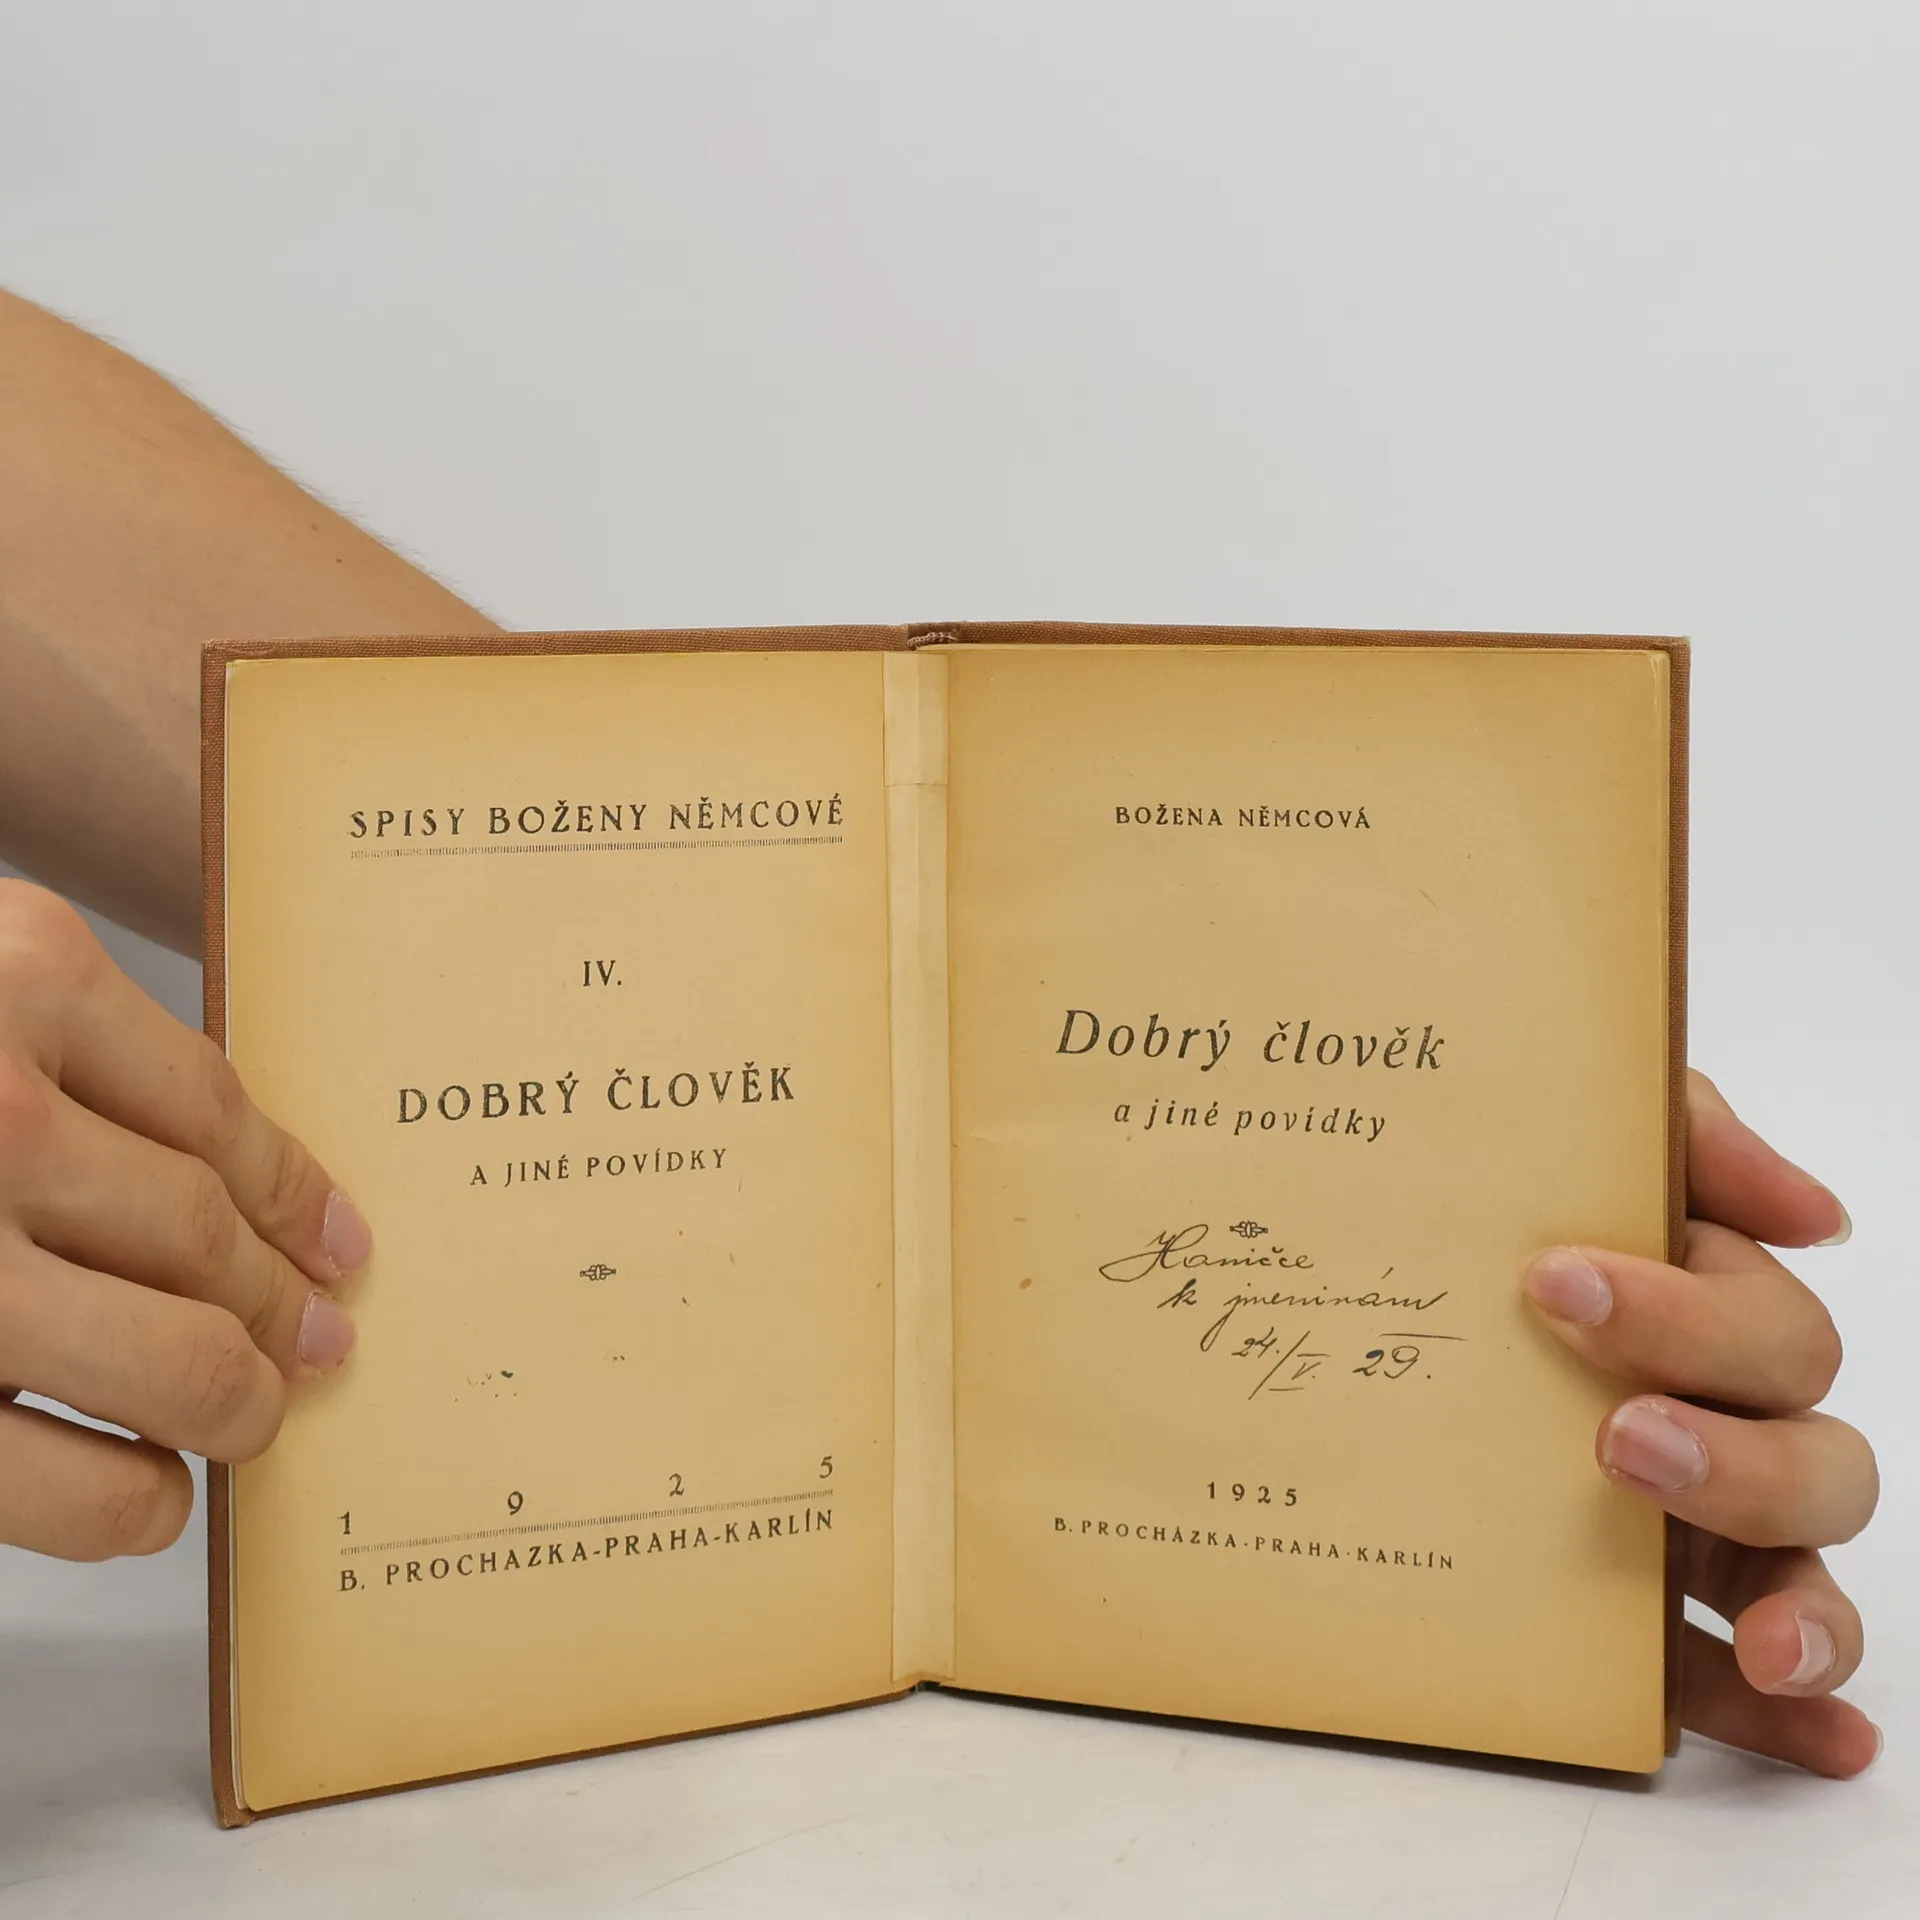 SPISY BOŽENY NĚMCOVÉ
IV.
DOBRÝ ČLOVĚK
A JINÉ POVÍDKY
1 9 2 5
B. PROCHAZKA-PRAHA-KARLÍN
BOŽENA NĚMCOVÁ
Dobrý člověk
a jiné povídky
Haničce
k jmeninám
24./V. 29.
1925
B. PROCHÁZKA-PRAHA-KARLÍN